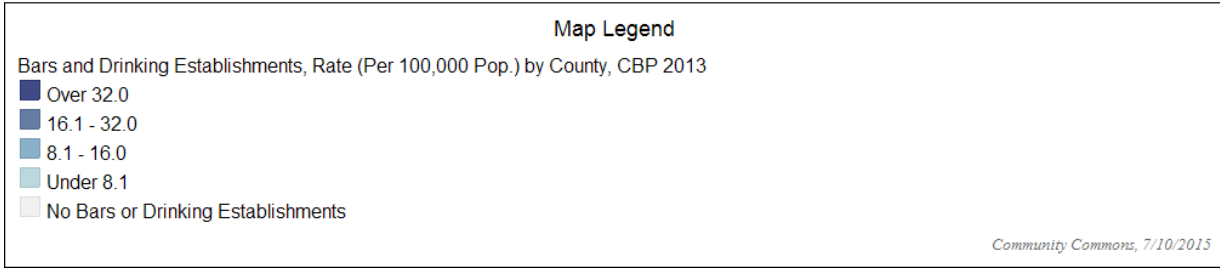 Map Legend
Bars and Drinking Establishments, Rate (Per 100,000 Pop.) by County, CBP 2013
Over 32.0
16.1 - 32.0
8.1 - 16.0
Under 8.1
No Bars or Drinking Establishments
Community Commons, 7/10/2015